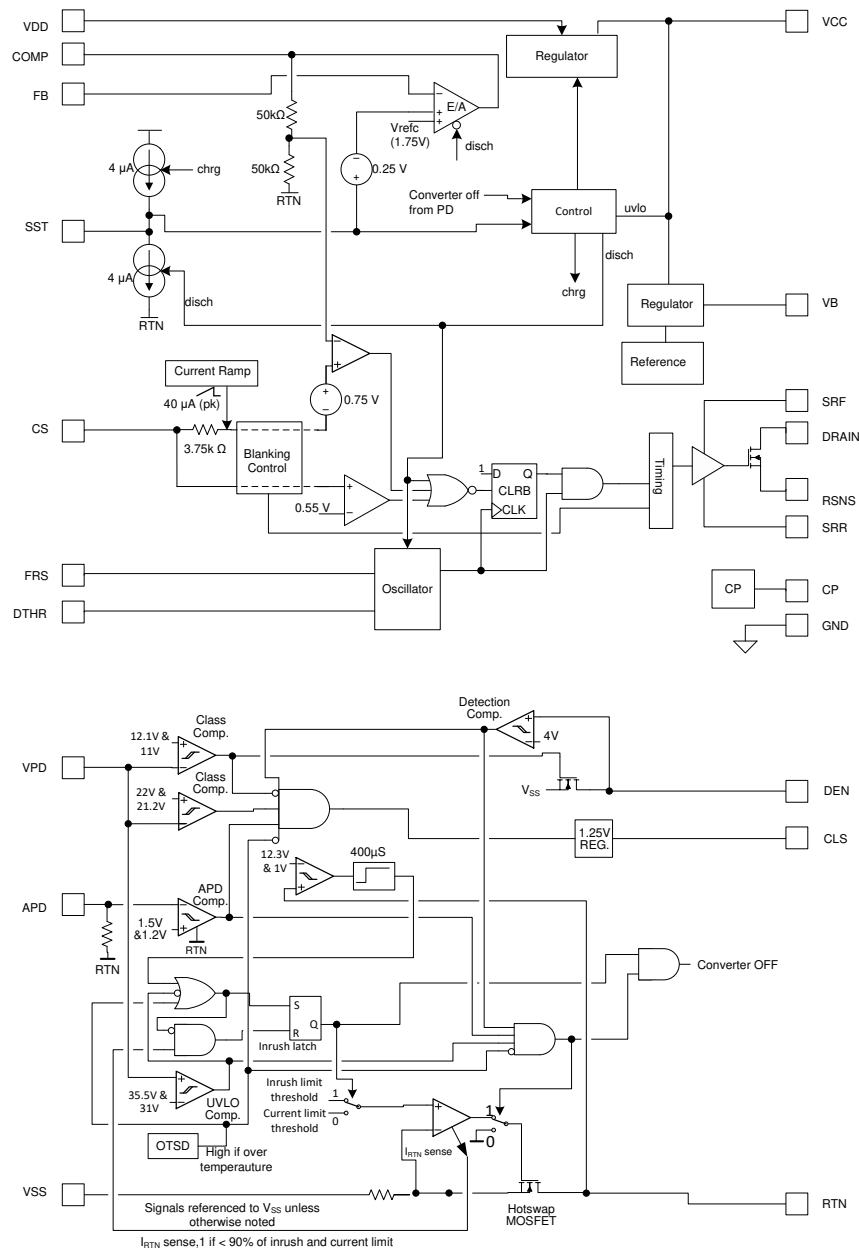 VDD
VCC
COMP
Regulator
FB
E/A
50kΩ
Vrefc
(1.75V)
disch
4 µA
chrg
50kΩ
0.25 V
RTN
Converter off
from PD
Control
uvlo
SST
disch
4 µA
disch
chrg
RTN
Regulator
VB
Reference
Current Ramp
40 µA (pk)
0.75 V
SRF
CS
3.75k Ω
DRAIN
Blanking
Control
Timing
1
D
Q
CLRB
CLK
0.55 V
RSNS
SRR
FRS
Oscillator
CP
CP
DTHR
GND
Detection
Comp.
Class
Comp.
12.1V &
11V
4V
VPD
Class
Comp.
22V &
21.2V
VSS
DEN
1.25V
REG.
CLS
12.3V
& 1V
400µS
APD
APD
Comp.
1.5V
&1.2V
RTN
RTN
Converter OFF
S
Q
R
Inrush latch
Inrush limit
threshold
1
Current limit
threshold
0
35.5V &
31V
UVLO
Comp.
1
0
OTSD
High if over
temperauture
IRTN sense
VSS
Signals referenced to VSS unless
otherwise noted
Hotswap
MOSFET
RTN
IRTN sense,1 if < 90% of inrush and current limit